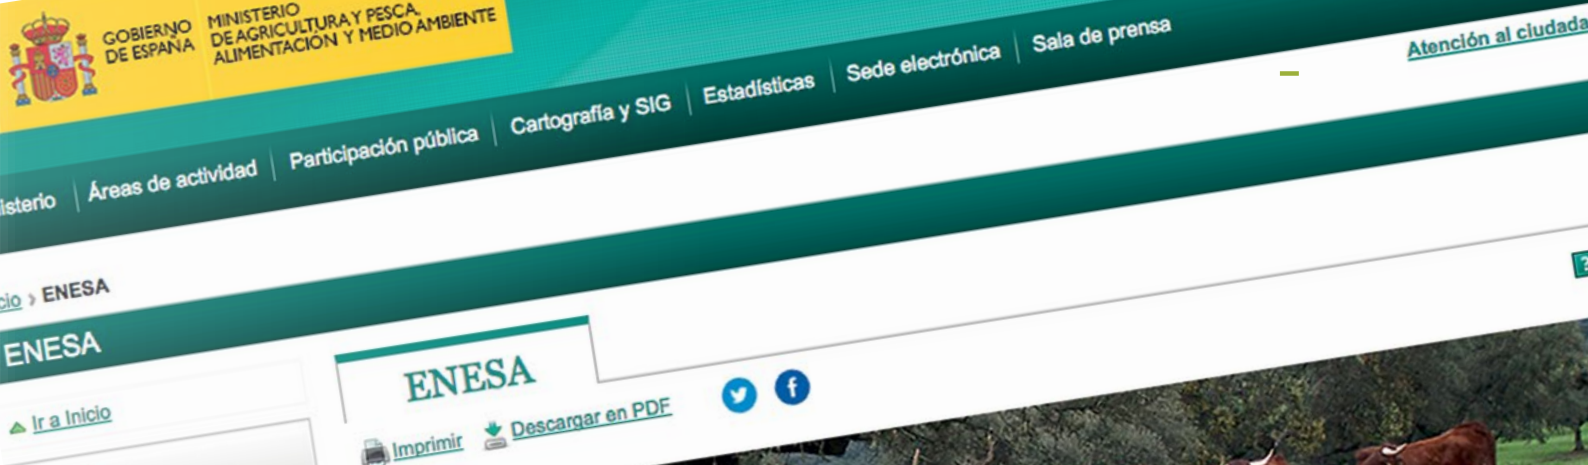 GOBIERNO
DE ESPAÑA
MINISTERIO
DE AGRICULTURA Y PESCA,
ALIMENTACIÓN Y MEDIO AMBIENTE
Áreas de actividad
Participación pública
Cartografía y SIG
Estadísticas
Sede electrónica
Sala de prensa
Atención al
ENESA
ENESA
Ir a Inicio
ENESA
Imprimir
Descargar en PDF